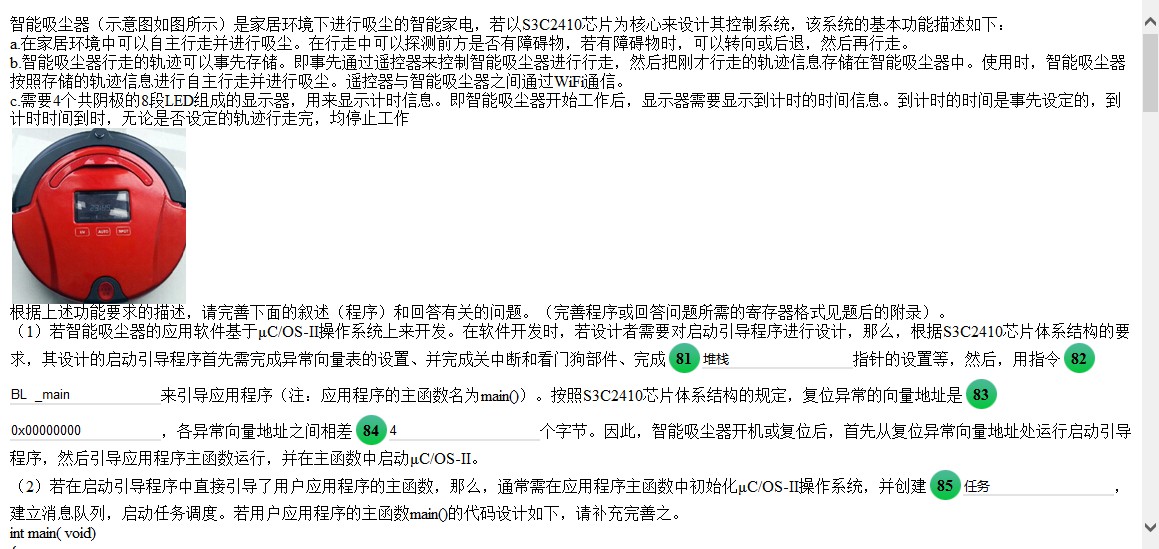 智能吸尘器（示意图如图所示）是家居环境下进行吸尘的智能家电，若以S3C2410芯片为核心来设计其控制系统，该系统的基本功能描述如下：
a.在家居环境中可以自主行走并进行吸尘。在行走中可以探测前方是否有障碍物，若有障碍物时，可以转向或后退，然后再行走。
b.智能吸尘器行走的轨迹可以事先存储。即事先通过遥控器来控制智能吸尘器进行行走，然后把刚才行走的轨迹信息存储在智能吸尘器中。使用时，智能吸尘器
按照存储的轨迹信息进行自主行走并进行吸尘。遥控器与智能吸尘器之间通过WiFi通信。
c.需要4个共阴极的8段LED组成的显示器，用来显示计时信息。即智能吸尘器开始工作后，显示器需要显示到计时的时间信息。到计时的时间是事先设定的，到
计时时间到时，无论是否设定的轨迹行走完，均停止工作
AUTO
根据上述功能要求的描述，请完善下面的叙述（程序）和回答有关的问题。（完善程序或回答问题所需的寄存器格式见题后的附录）。
（1）若智能吸尘器的应用软件基于μC/OS-II操作系统上来开发。在软件开发时，若设计者需要对启动引导程序进行设计，那么，根据S3C2410芯片体系结构的要
求，其设计的启动引导程序首先需完成异常向量表的设置、并完成关中断和看门狗部件、完成 81 堆栈 指针的设置等，然后，用指令 82
BL _main 来引导应用程序（注：应用程序的主函数名为main()）。按照S3C2410芯片体系结构的规定，复位异常的向量地址是 83
0x00000000 ，各异常向量地址之间相差 84 4 个字节。因此，智能吸尘器开机或复位后，首先从复位异常向量地址处运行启动引导
程序，然后引导应用程序主函数运行，并在主函数中启动μC/OS-II。
（2）若在启动引导程序中直接引导了用户应用程序的主函数，那么，通常需在应用程序主函数中初始化μC/OS-II操作系统，并创建 85 任务 ，
建立消息队列，启动任务调度。若用户应用程序的主函数main()的代码设计如下，请补充完善之。
int main( void)